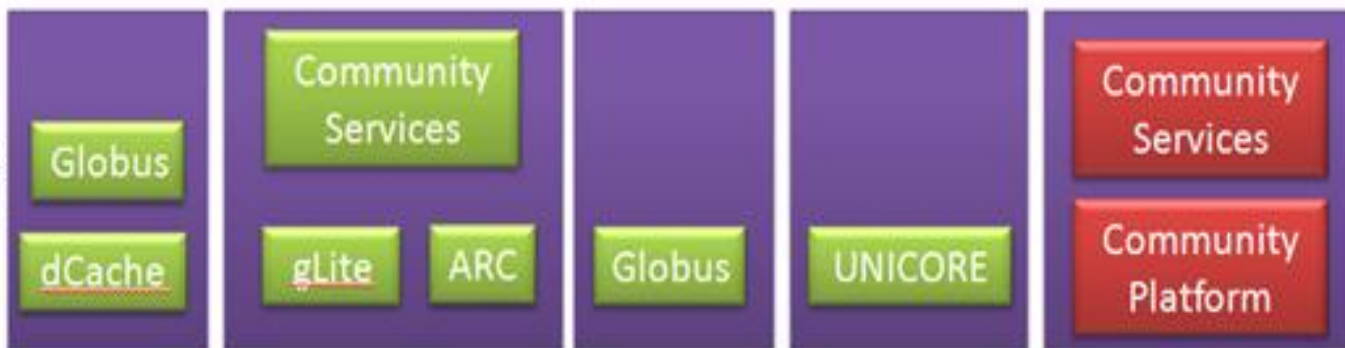 Globus
dCache
Community
Services
gLite
ARC
Globus
UNICORE
Community
Services
Community
Platform